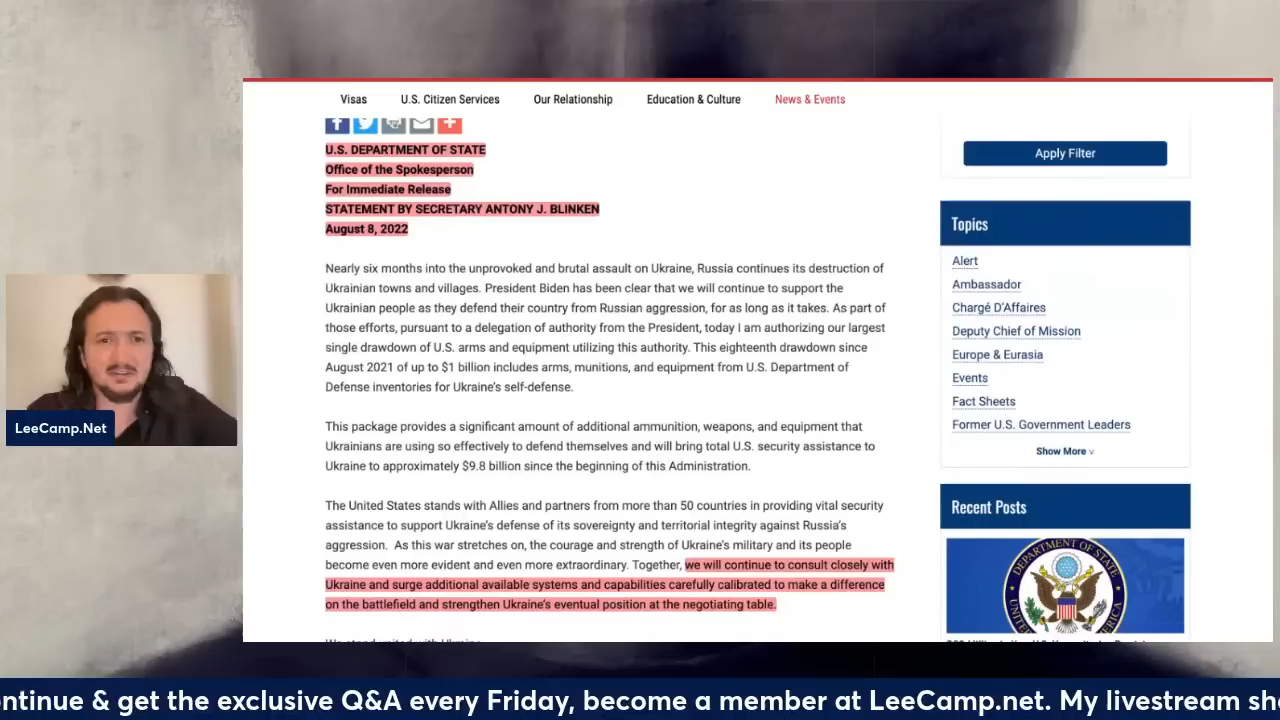 Visas
U.S. Citizen Services
Our Relationship
Education & Culture
News & Events
U.S. DEPARTMENT OF STATE
Office of the Spokesperson
For Immediate Release
STATEMENT BY SECRETARY ANTONY J. BLINKEN
August 8, 2022
Nearly six months into the unprovoked and brutal assault on Ukraine, Russia continues its destruction of
Ukrainian towns and villages. President Biden has been clear that we will continue to support the
Ukrainian people as they defend their country from Russian aggression, for as long as it takes. As part of
those efforts, pursuant to a delegation of authority from the President, today I am authorizing our largest
single drawdown of U.S. arms and equipment utilizing this authority. This eighteenth drawdown since
August 2021 of up to $1 billion includes arms, munitions, and equipment from U.S. Department of
Defense inventories for Ukraine's self-defense.
This package provides a significant amount of additional ammunition, weapons, and equipment that
Ukrainians are using so effectively to defend themselves and will bring total U.S. security assistance to
Ukraine to approximately $9.8 billion since the beginning of this Administration.
The United States stands with Allies and partners from more than 50 countries in providing vital security
assistance to support Ukraine's defense of its sovereignty and territorial integrity against Russia's
aggression.  As this war stretches on, the courage and strength of Ukraine's military and its people
become even more evident and even more extraordinary. Together, we will continue to consult closely with
Ukraine and surge additional available systems and capabilities carefully calibrated to make a difference
on the battlefield and strengthen Ukraine's eventual position at the negotiating table.
We stand united with Ukraine.
Apply Filter
Topics
Alert
Ambassador
Chargé D'Affaires
Deputy Chief of Mission
Europe & Eurasia
Events
Fact Sheets
Former U.S. Government Leaders
Show More
Recent Posts
DEPARTMENT OF STATE
LeeCamp.Net
ntinue & get the exclusive Q&A every Friday, become a member at LeeCamp.net. My livestream sh